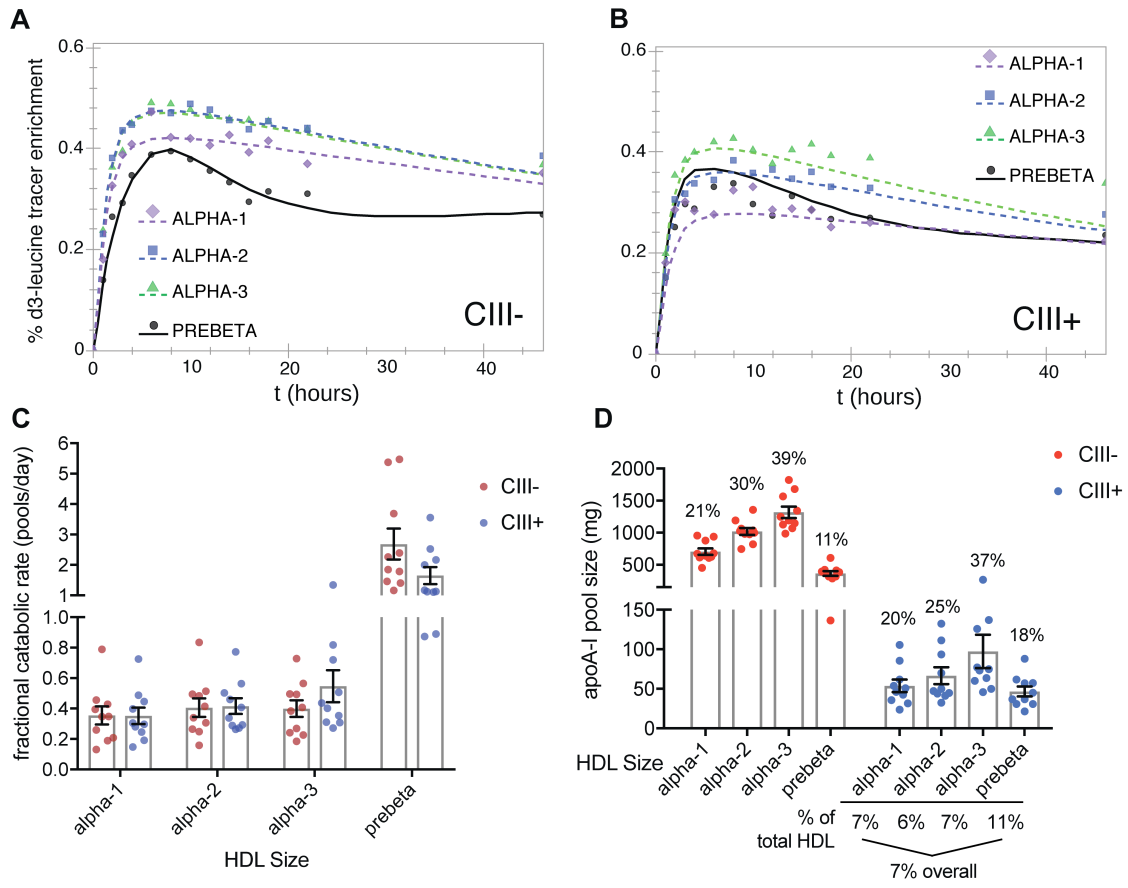 A
0.6
0.4
0.2
0
% d3-leucine tracer enrichment
ALPHA-1
ALPHA-2
ALPHA-3
PREBETA
CIII-
0 10 20 30 40
t (hours)
B
0.6
0.4
0.2
0
ALPHA-1
ALPHA-2
ALPHA-3
PREBETA
CIII+
0 20 40
t (hours)
C
fractional catabolic rate (pools/day)
6
5
4
3
2
1
1.0
0.8
0.6
0.4
0.2
0.0
CIII-
CIII+
alpha-1
alpha-2
alpha-3
prebeta
HDL Size
D
apoA-I pool size (mg)
2000
1500
1000
500
150
100
50
0
21%
30%
39%
11%
20%
25%
37%
18%
CIII-
CIII+
HDL Size
alpha-1
alpha-2
alpha-3
prebeta
alpha-1
alpha-2
alpha-3
prebeta
% of
total HDL
7% 6% 7% 11%
7% overall